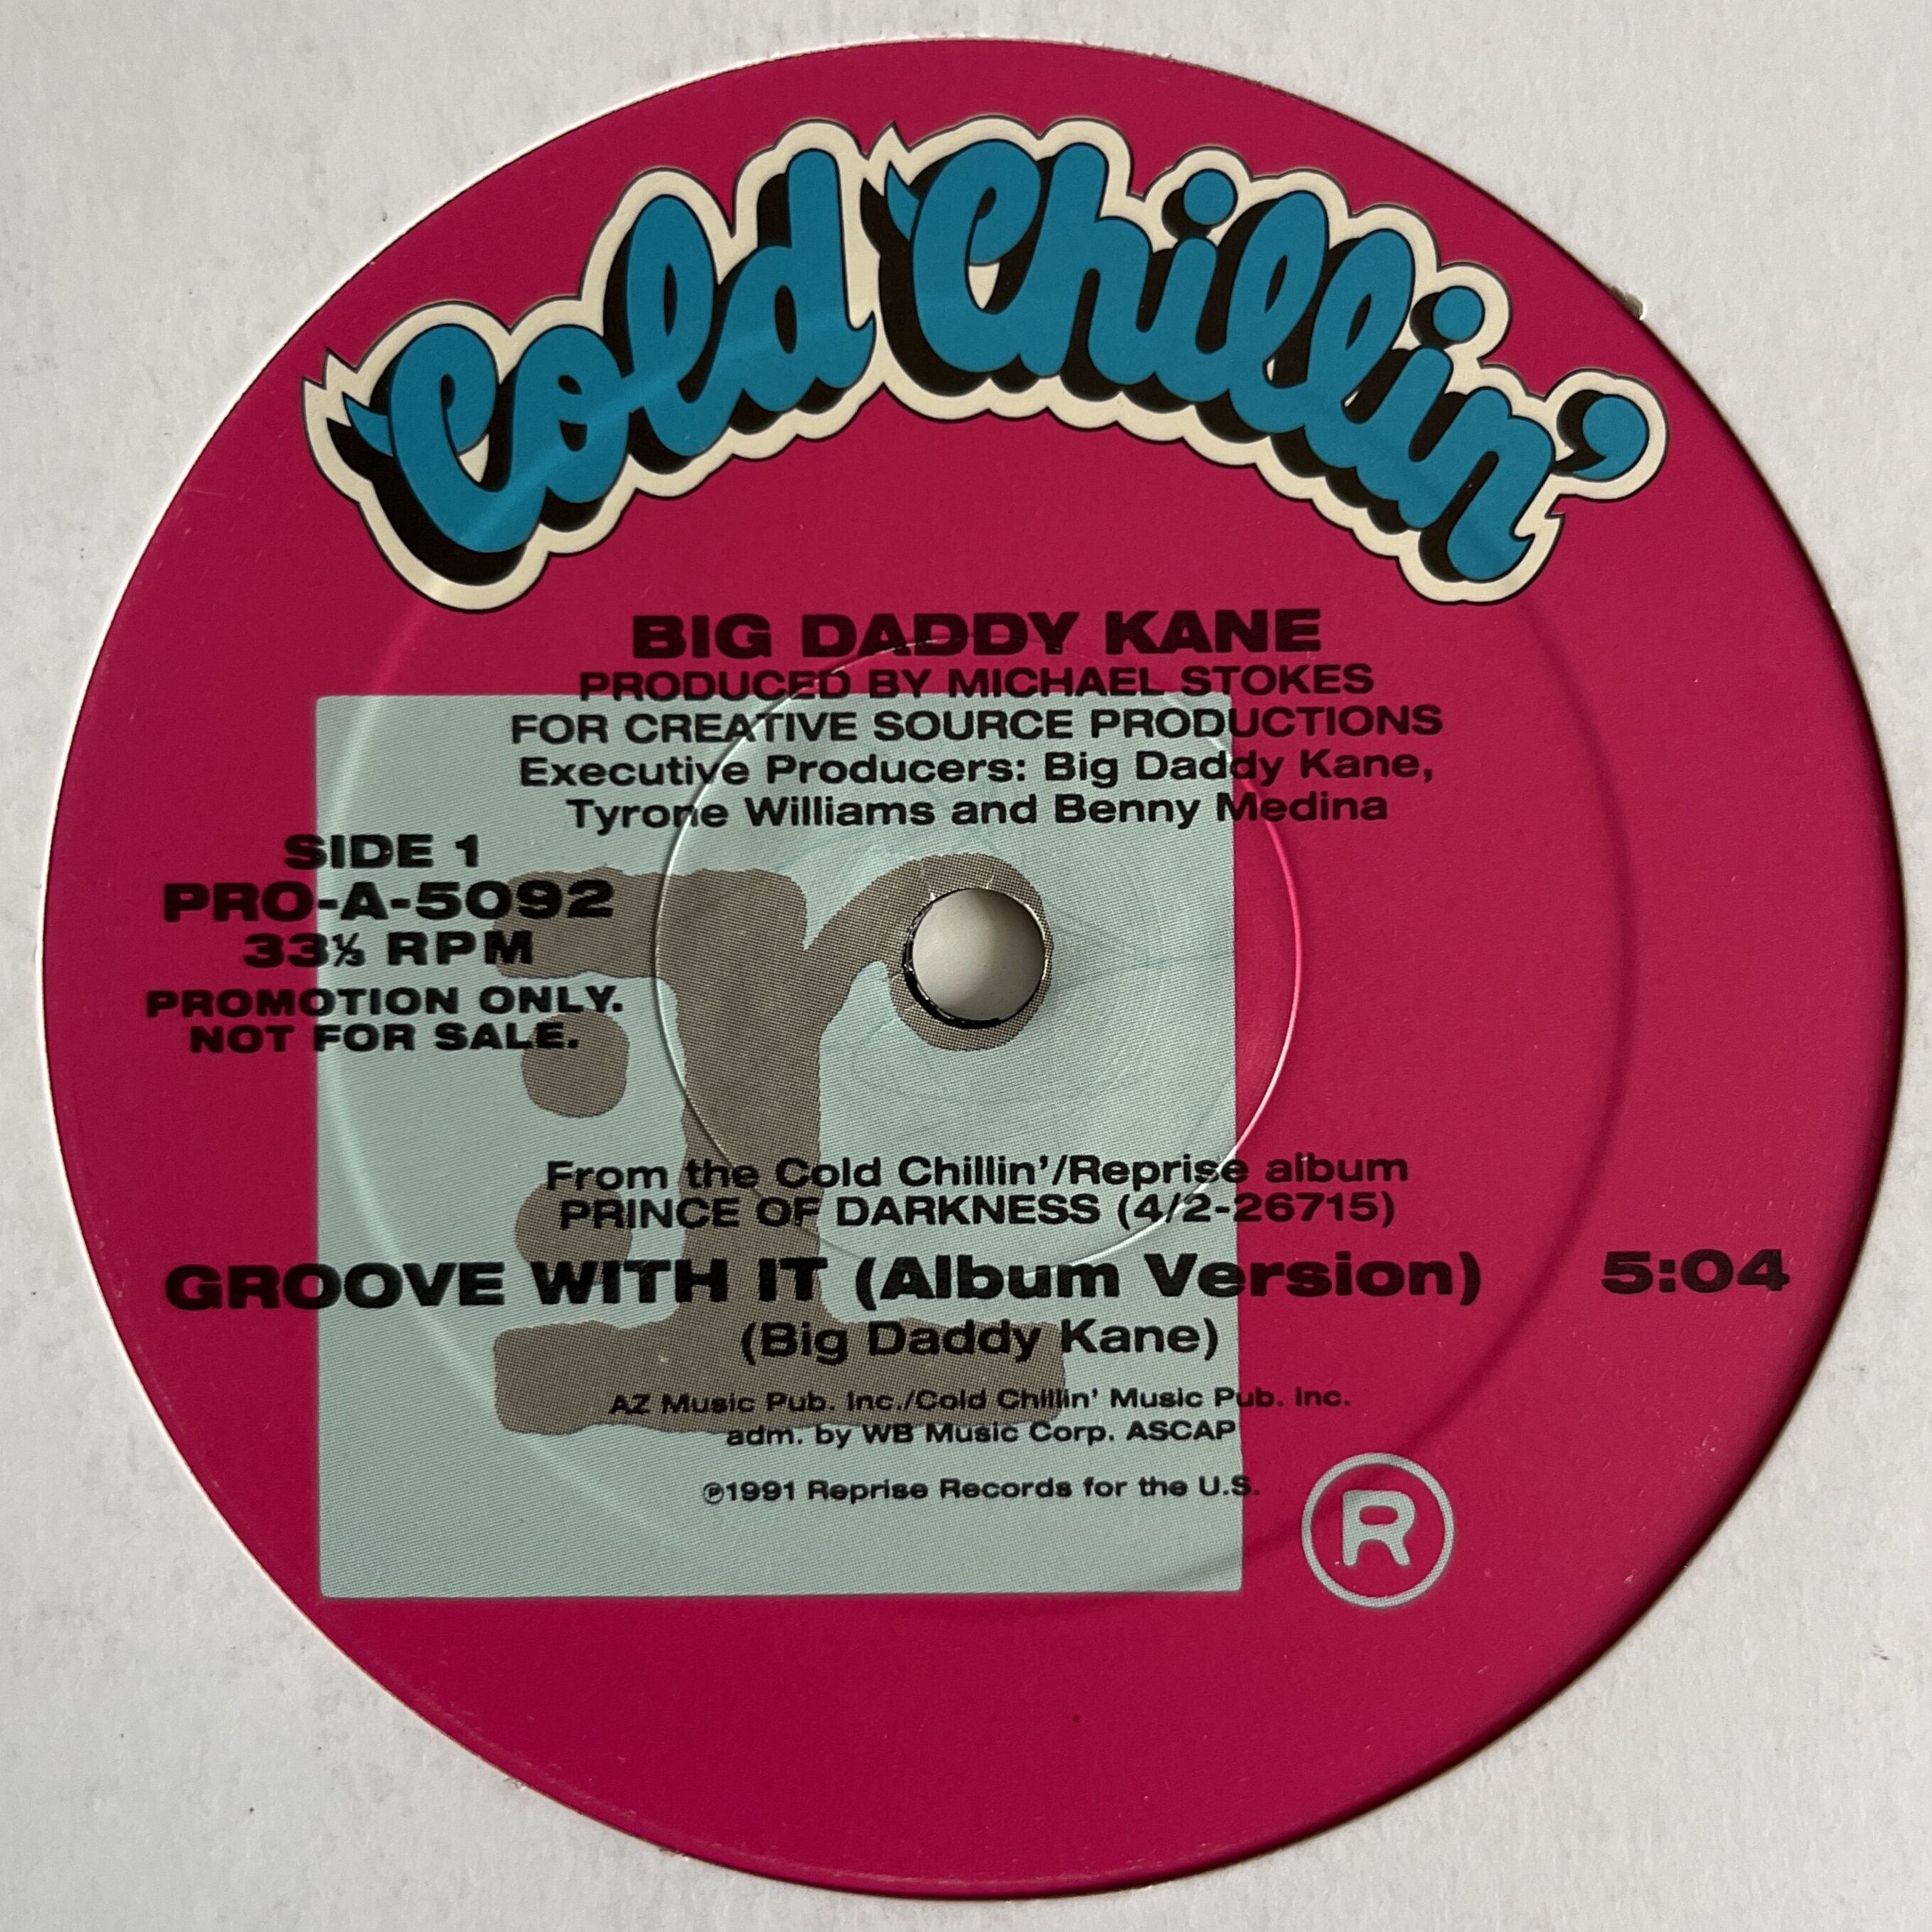 Cold Chillin'
BIG DADDY KANE
PRODUCED BY MICHAEL STOKES
FOR CREATIVE SOURCE PRODUCTIONS
Executive Producers: Big Daddy Kane,
Tyrone Williams and Benny Medina
SIDE 1
PRO-A-5092
33⅓ RPM
PROMOTION ONLY.
NOT FOR SALE.
r:
From the Cold Chillin'/Reprise album
PRINCE OF DARKNESS (4/2-26715)
GROOVE WITH IT (Album Version) 5:04
(Big Daddy Kane)
AZ Music Pub. Inc./Cold Chillin' Music Pub. Inc.
adm. by WB Music Corp. ASCAP
℗1991 Reprise Records for the U.S.
R